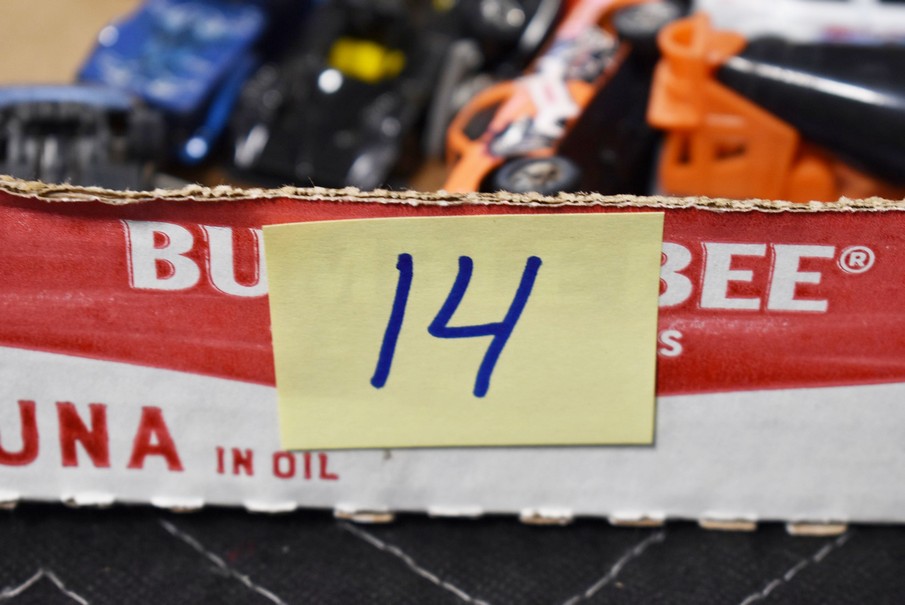 BU BEE®
14
S
UNA IN OIL